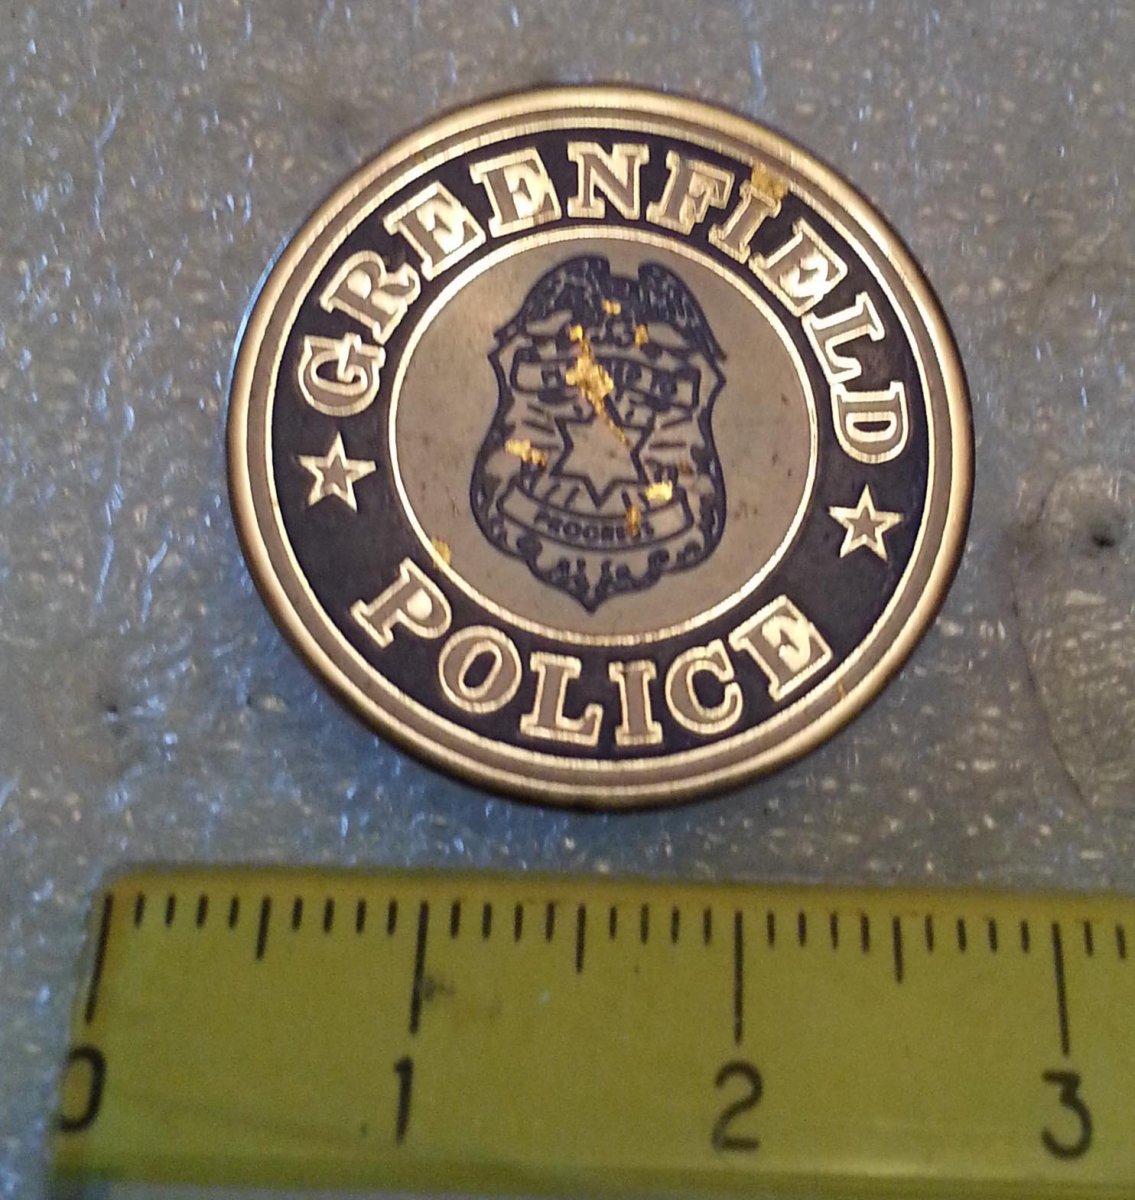 GREENFIELD
PROGRESS
POLICE
0 1 2 3